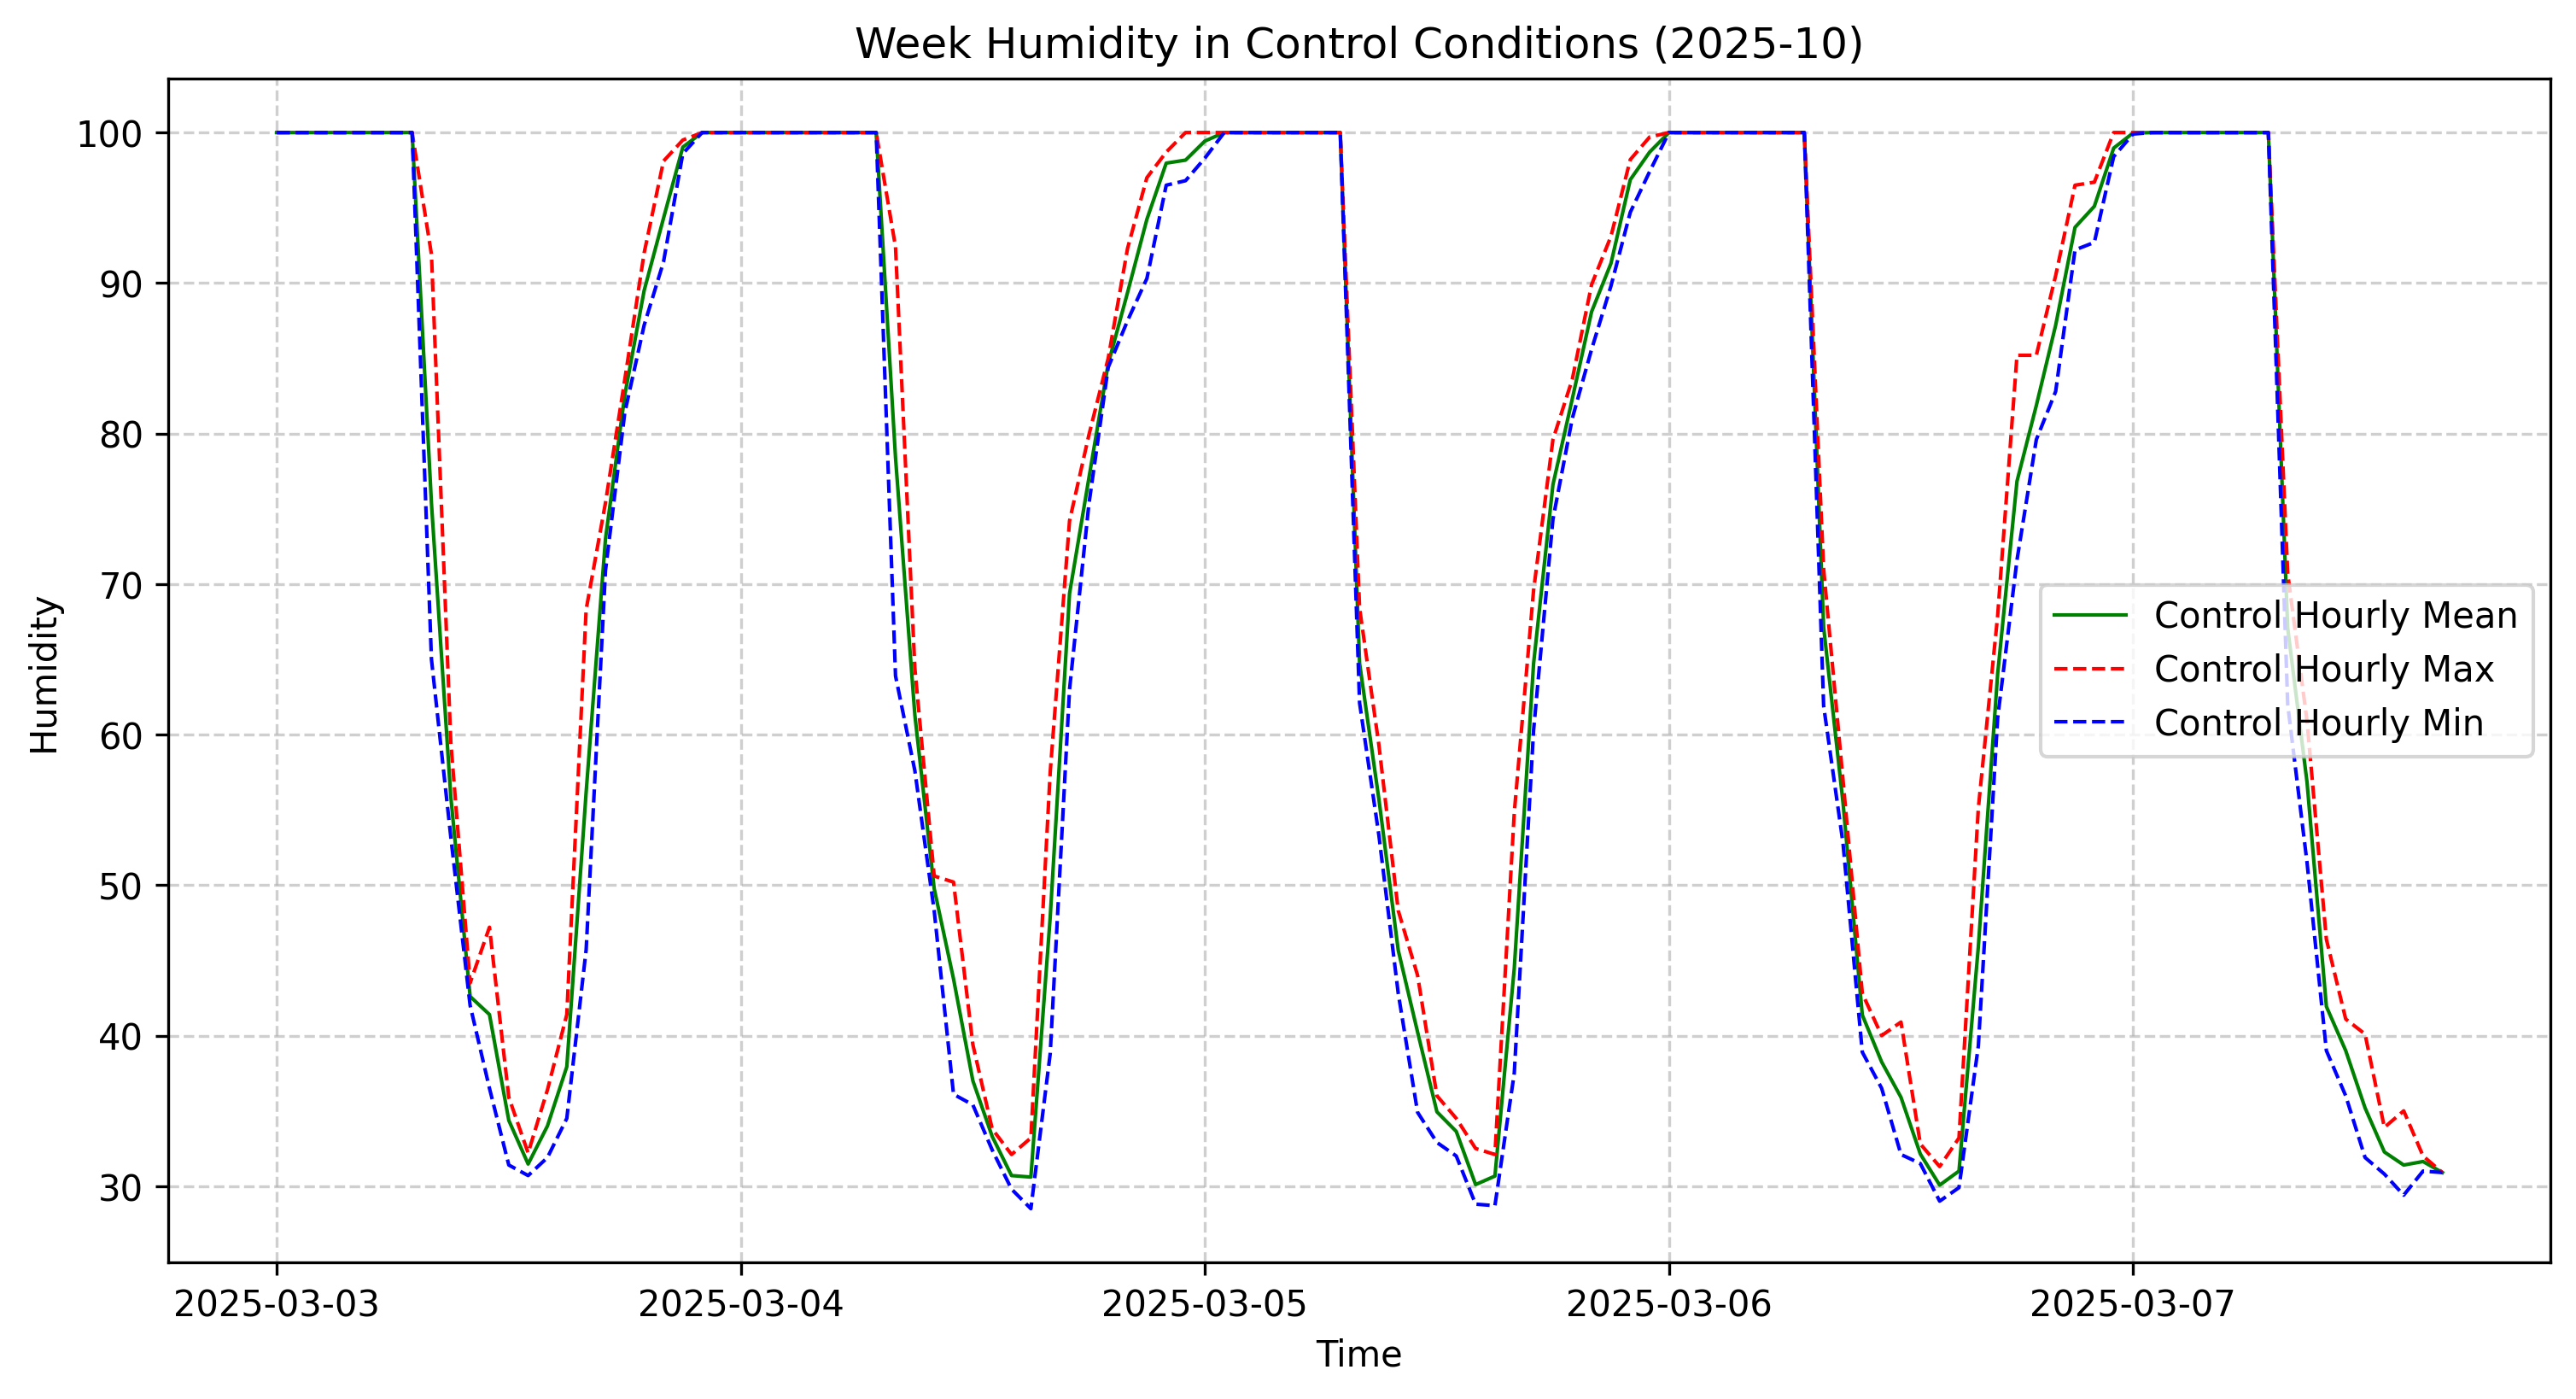 Week Humidity in Control Conditions (2025-10)
100
90
80
70
60
50
40
30
Humidity
Control Hourly Mean
Control Hourly Max
Control Hourly Min
2025-03-03
2025-03-04
2025-03-05
2025-03-06
2025-03-07
Time